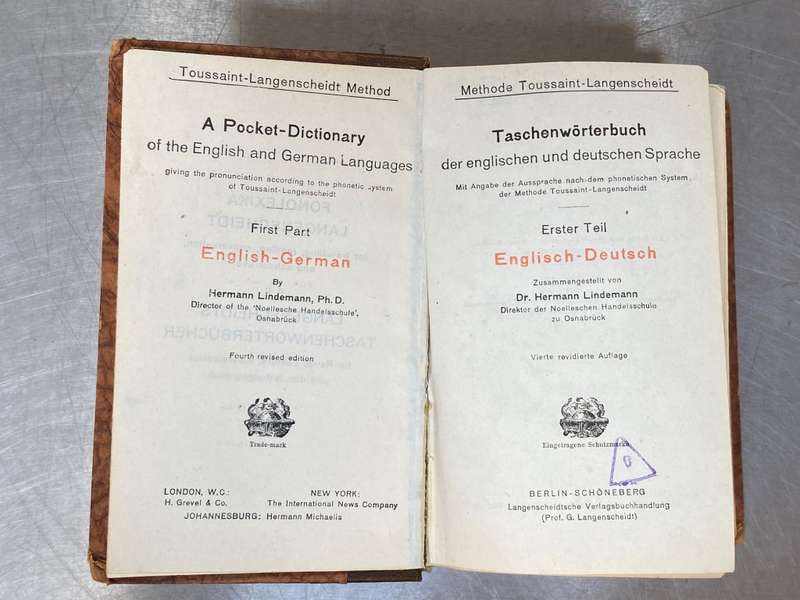 Toussaint-Langenscheidt Method
A Pocket-Dictionary
of the English and German Languages
giving the pronunciation according to the phonetic system
of Toussaint-Langenscheidt
First Part
English-German
By
Hermann Lindemann, Ph. D.
Director of the 'Noellesche Handelsschule',
Osnabrück
Fourth revised edition
Trade-mark
LONDON, W.C.:
H. Grevel & Co.
NEW YORK:
The International News Company
JOHANNESBURG: Hermann Michaelis
Methode Toussaint-Langenscheidt
Taschenwörterbuch
der englischen und deutschen Sprache
Mit Angabe der Aussprache nach dem phonetischen System
der Methode Toussaint-Langenscheidt
Erster Teil
Englisch-Deutsch
Zusammengestellt von
Dr. Hermann Lindemann
Direktor der Noelleschen Handelsschule
zu Osnabrück
Vierte revidierte Auflage
Eingetragene Schutzmarke
BERLIN-SCHÖNEBERG
Langenscheidtsche Verlagsbuchhandlung
(Prof. G. Langenscheidt)